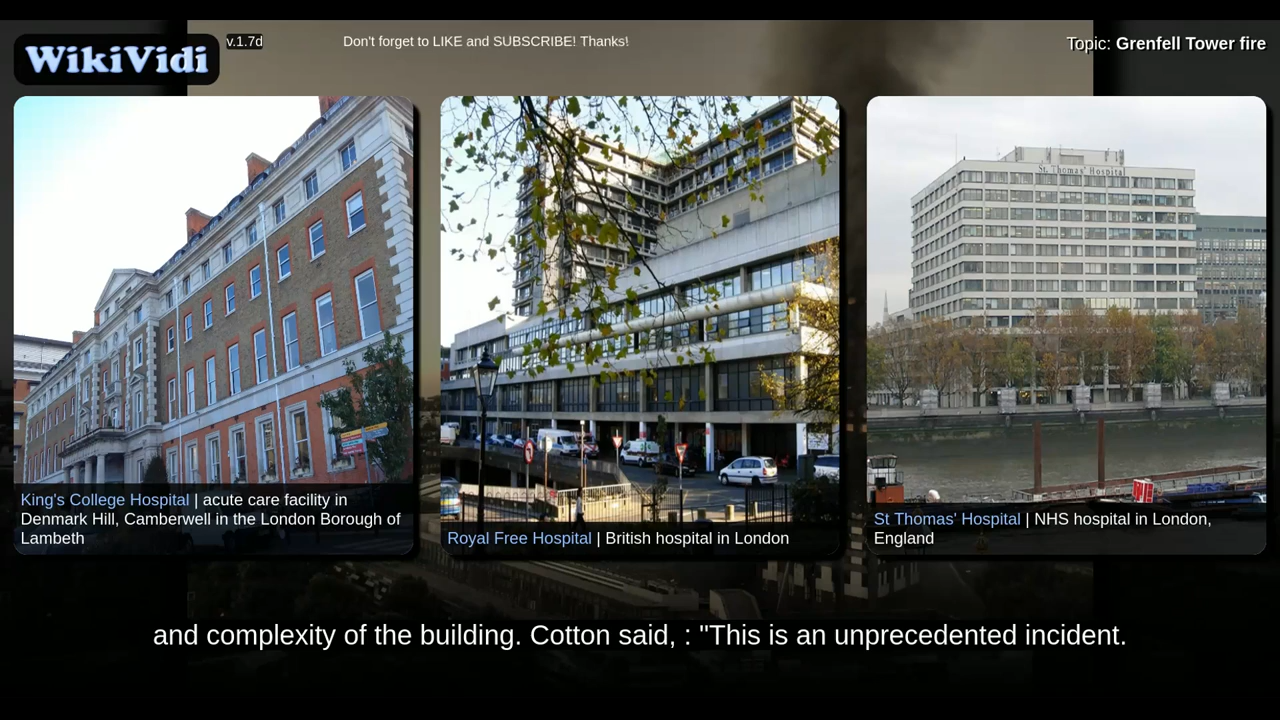 WikiVidi
v.1.7d
Don't forget to LIKE and SUBSCRIBE! Thanks!
Topic: Grenfell Tower fire
St. Thomas' Hospital
King's College Hospital | acute care facility in
Denmark Hill, Camberwell in the London Borough of
Lambeth
Royal Free Hospital | British hospital in London
St Thomas' Hospital | NHS hospital in London,
England
and complexity of the building. Cotton said, : "This is an unprecedented incident.